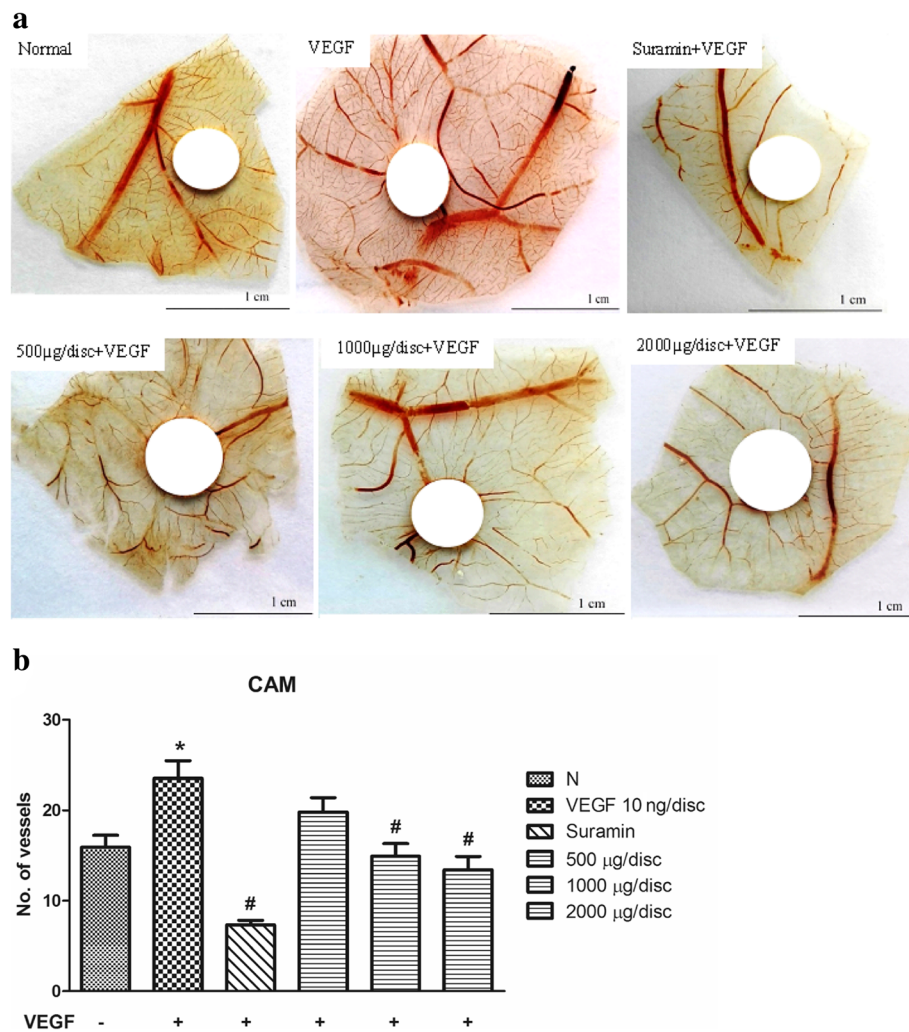 a
Normal
VEGF
Suramin+VEGF
1 cm
1 cm
1 cm
500µg/disc+VEGF
1000µg/disc+VEGF
2000µg/disc+VEGF
1 cm
1 cm
1 cm
b
CAM
30
20
10
0
No. of vessels
*
#
#
#
N
VEGF 10 ng/disc
Suramin
500 µg/disc
1000 µg/disc
2000 µg/disc
VEGF - + + + + +